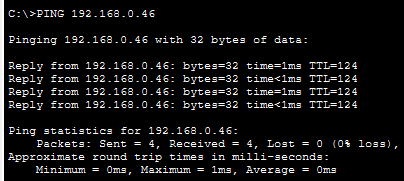 C:\>PING 192.168.0.46
Pinging 192.168.0.46 with 32 bytes of data:
Reply from 192.168.0.46: bytes=32 time=1ms TTL=124
Reply from 192.168.0.46: bytes=32 time<1ms TTL=124
Reply from 192.168.0.46: bytes=32 time=1ms TTL=124
Reply from 192.168.0.46: bytes=32 time<1ms TTL=124
Ping statistics for 192.168.0.46:
Packets: Sent = 4, Received = 4, Lost = 0 (0% loss),
Approximate round trip times in milli-seconds:
Minimum = 0ms, Maximum = 1ms, Average = 0ms